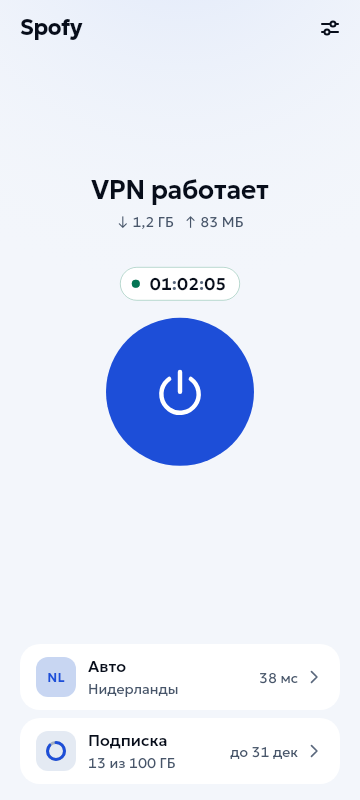 Spofy
VPN работает
↓ 1,2 ГБ ↑ 83 МБ
01:02:05
NL
Авто
Нидерланды
38 мс
Подписка
13 из 100 ГБ
до 31 дек